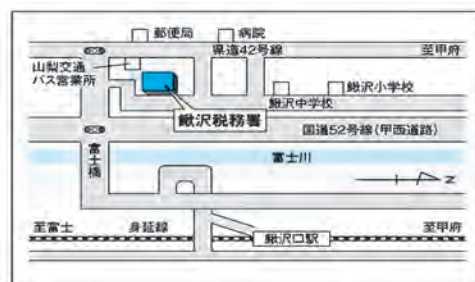 郵便局 病院
県道42号線 至甲府
山梨交通
バス営業所
鰍沢小学校
鰍沢中学校
鰍沢税務署
国道52号線(甲西道路)
富士橋
富士川
N
至富士 身延線 至甲府
鰍沢口駅